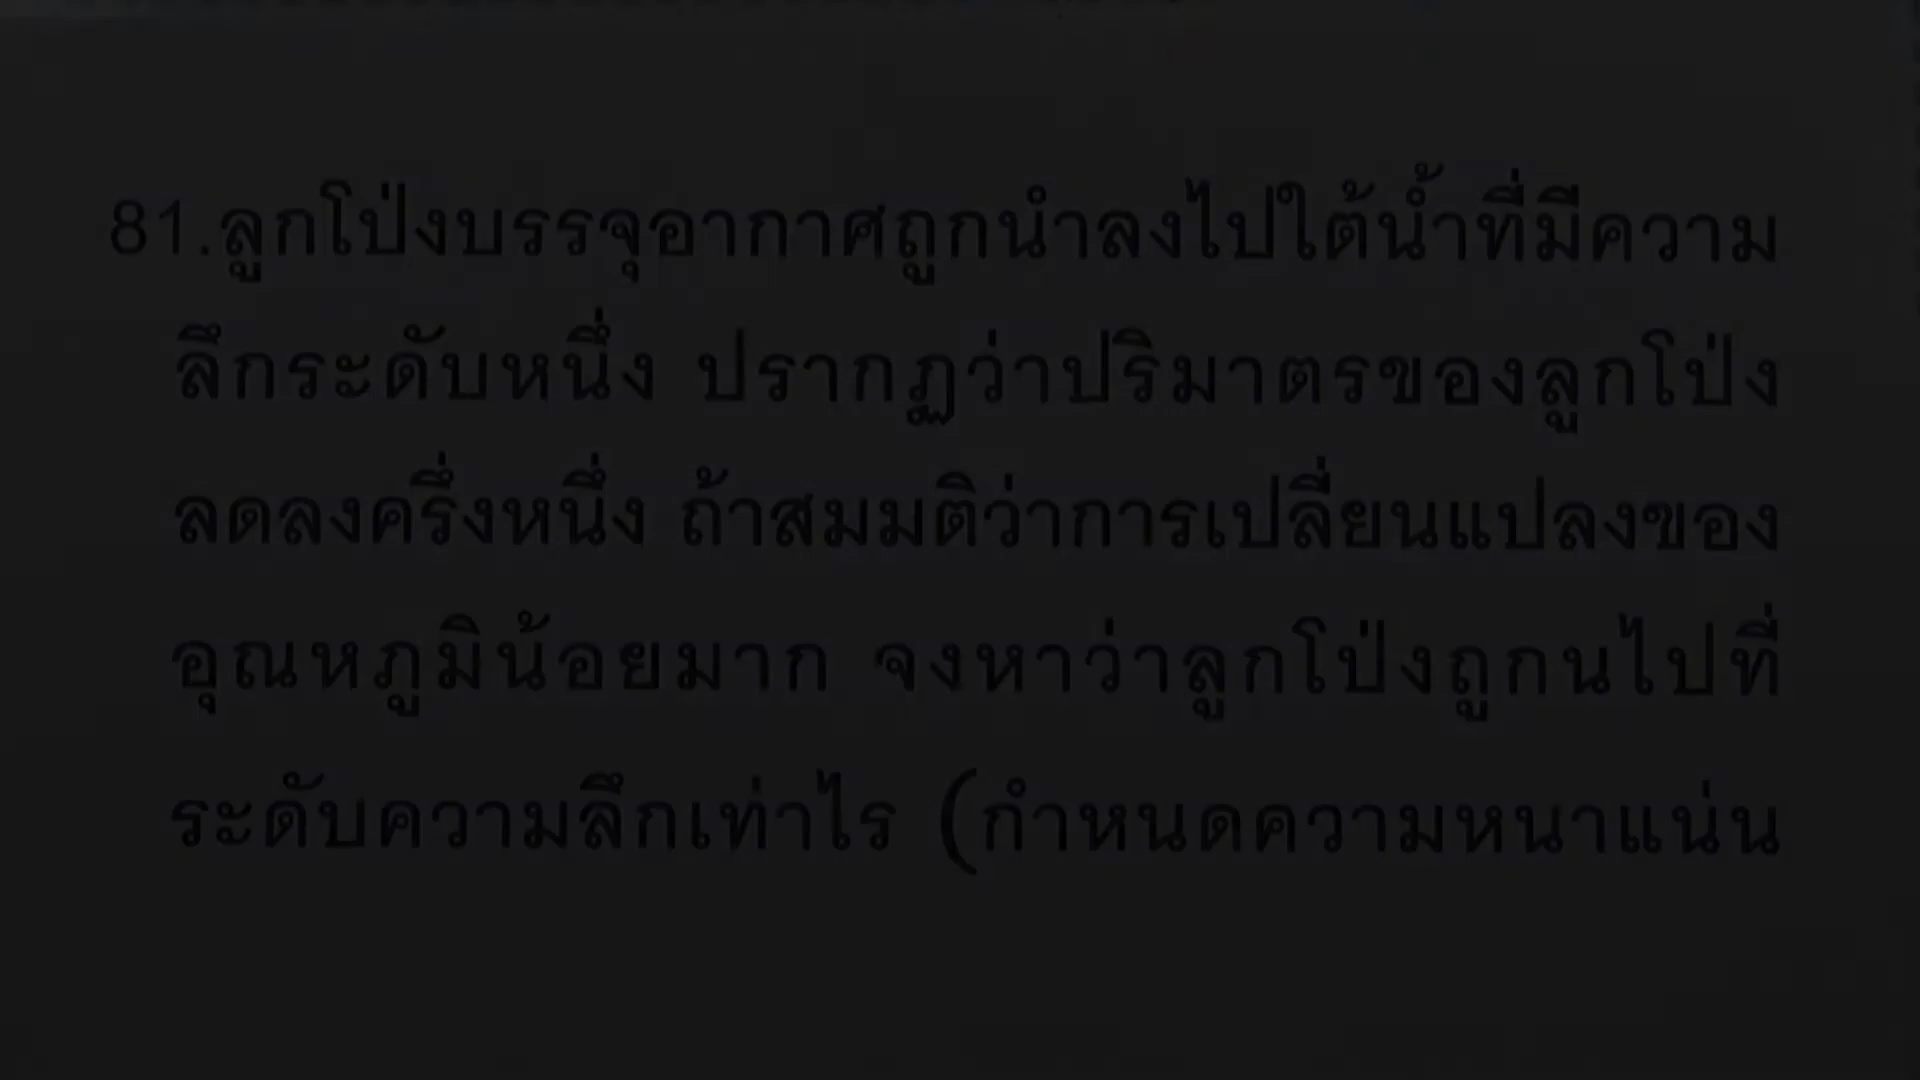 81.ลูกโป่งบรรจุอากาศถูกนำลงไปใต้น้ำที่มีความ
ลึกระดับหนึ่ง ปรากฏว่าปริมาตรของลูกโป่ง
ลดลงครึ่งหนึ่ง ถ้าสมมติว่าการเปลี่ยนแปลงของ
อุณหภูมิน้อยมาก จงหาว่าลูกโป่งถูกนไปที่
ระดับความลึกเท่าไร (กำหนดความหนาแน่น